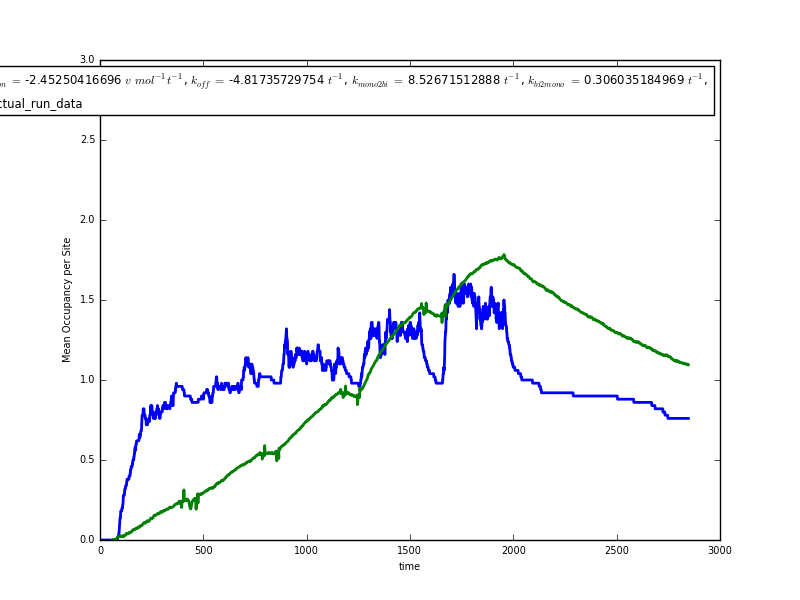 = -2.45250416696 v mol⁻¹t⁻¹, k_off = -4.81735729754 t⁻¹, k_mono2bi = 8.52671512888 t⁻¹, k_bi2mono = 0.306035184969 t⁻¹,
ctual_run_data
3.0
2.5
2.0
1.5
1.0
0.5
0.0
Mean Occupancy per Site
0 500 1000 1500 2000 2500 3000
time